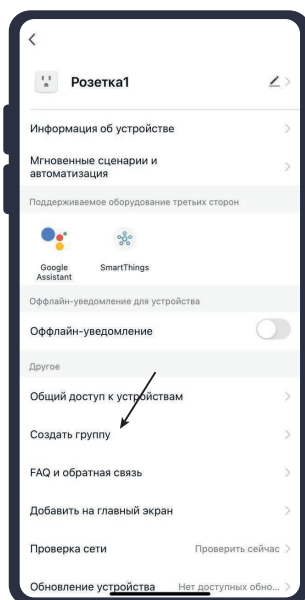 Розетка1
Информация об устройстве
Мгновенные сценарии и
автоматизация
Поддерживаемое оборудование третьих сторон
Google
Assistant
SmartThings
Оффлайн-уведомление для устройства
Оффлайн-уведомление
Другое
Общий доступ к устройствам
Создать группу
FAQ и обратная связь
Добавить на главный экран
Проверка сети Проверить сейчас
Обновление устройства Нет доступных обно...